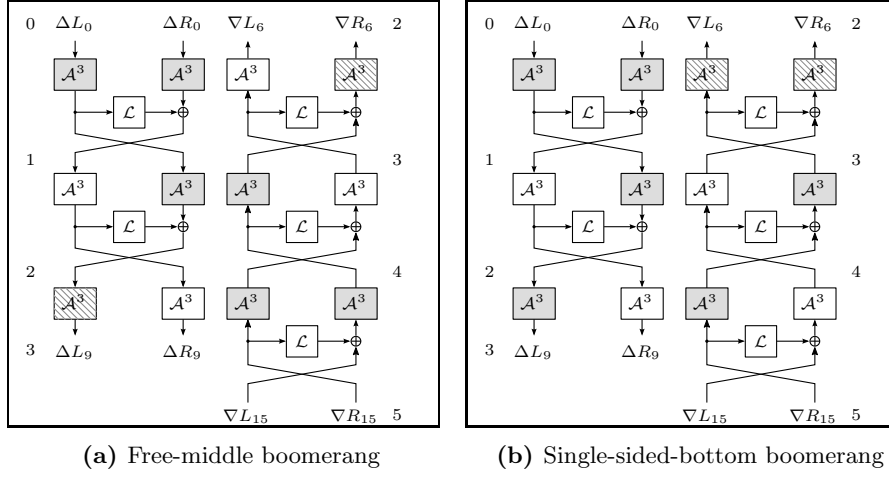 0 ΔL₀ ΔR₀ ∇L₆ ∇R₆ 2
𝒜³ 𝒜³ 𝒜³ 𝒜³
ℒ ℒ
1 3
𝒜³ 𝒜³ 𝒜³ 𝒜³
ℒ ℒ
2 4
𝒜³ 𝒜³ 𝒜³ 𝒜³
3 ΔL₉ ΔR₉ ℒ
∇L₁₅ ∇R₁₅ 5
(a) Free-middle boomerang
0 ΔL₀ ΔR₀ ∇L₆ ∇R₆ 2
𝒜³ 𝒜³ 𝒜³ 𝒜³
ℒ ℒ
1 3
𝒜³ 𝒜³ 𝒜³ 𝒜³
ℒ ℒ
2 4
𝒜³ 𝒜³ 𝒜³ 𝒜³
3 ΔL₉ ΔR₉ ℒ
∇L₁₅ ∇R₁₅ 5
(b) Single-sided-bottom boomerang